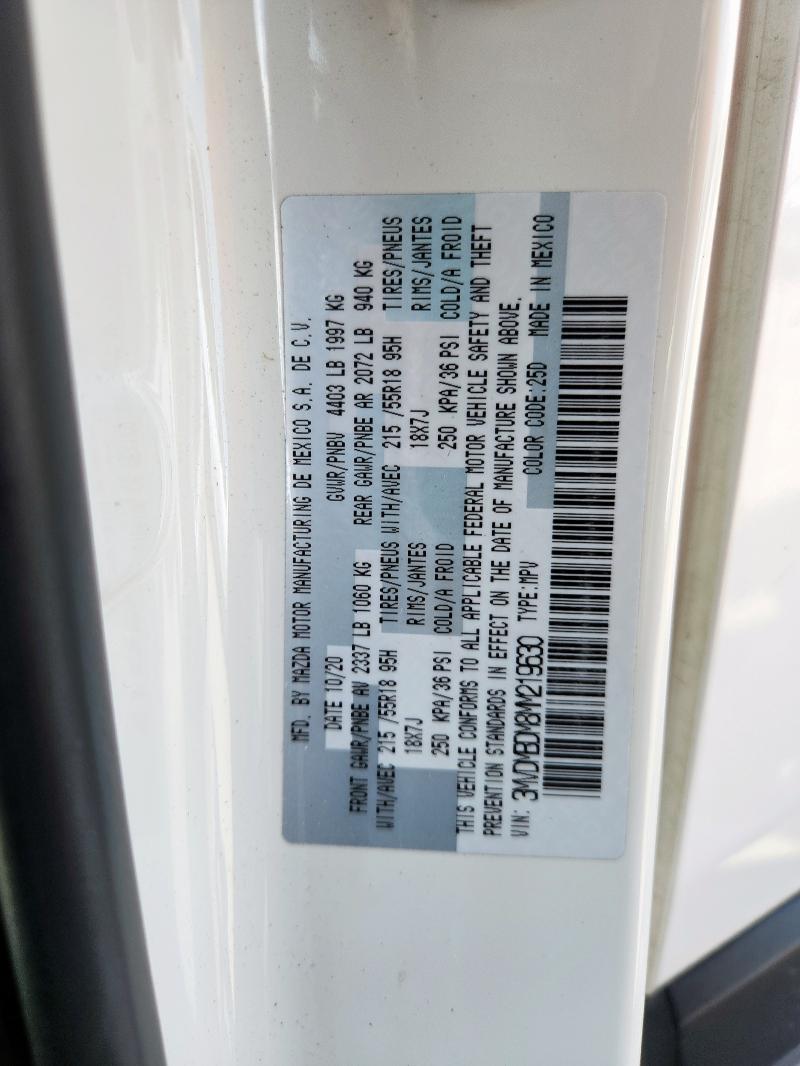 MFD. BY MAZDA MOTOR MANUFACTURING DE MEXICO S.A. DE C.V.
DATE 10/20 GVWR/PNBV 4403 LB 1997 KG
FRONT GAWR/PNBE AV 2337 LB 1060 KG REAR GAWR/PNBE AR 2072 LB 940 KG
WITH/AVEC 215 /55R18 95H TIRES/PNEUS WITH/AVEC 215 /55R18 95H TIRES/PNEUS
18X7J RIMS/JANTES 18X7J RIMS/JANTES
250 KPA/36 PSI COLD/A FROID 250 KPA/36 PSI COLD/A FROID
THIS VEHICLE CONFORMS TO ALL APPLICABLE FEDERAL MOTOR VEHICLE SAFETY AND THEFT
PREVENTION STANDARDS IN EFFECT ON THE DATE OF MANUFACTURE SHOWN ABOVE.
VIN: 3MVDMBDM8MM219630 TYPE:MPV COLOR CODE:25D MADE IN MEXICO